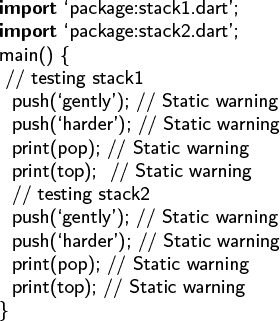 import ‘package:stack1.dart’;
import ‘package:stack2.dart’;
main() {
// testing stack1
push(‘gently’); // Static warning
push(‘harder’); // Static warning
print(pop); // Static warning
print(top); // Static warning
// testing stack2
push(‘gently’); // Static warning
push(‘harder’); // Static warning
print(pop); // Static warning
print(top); // Static warning
}